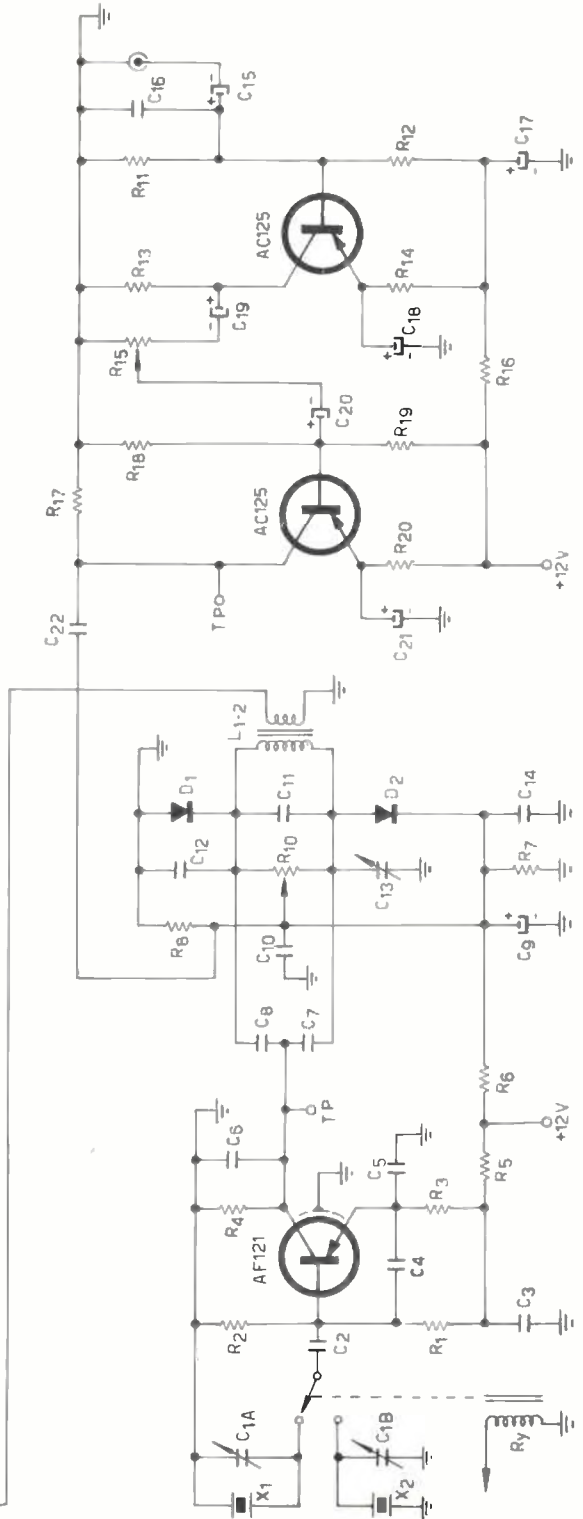 C16
C15
R11
R12
C17
AC125
R13
C19
R14
C18
R15
R16
C20
R18
R19
R17
AC125
R20
TP
+12V
C21
C22
L1-2
D1
C11
D2
C14
C12
R10
C13
R7
R8
C10
C9
C8
C7
R6
TP
+12V
C6
C5
R5
R4
R3
AF121
C4
R2
C2
R1
C3
C1A
C1B
Ry
X1
X2